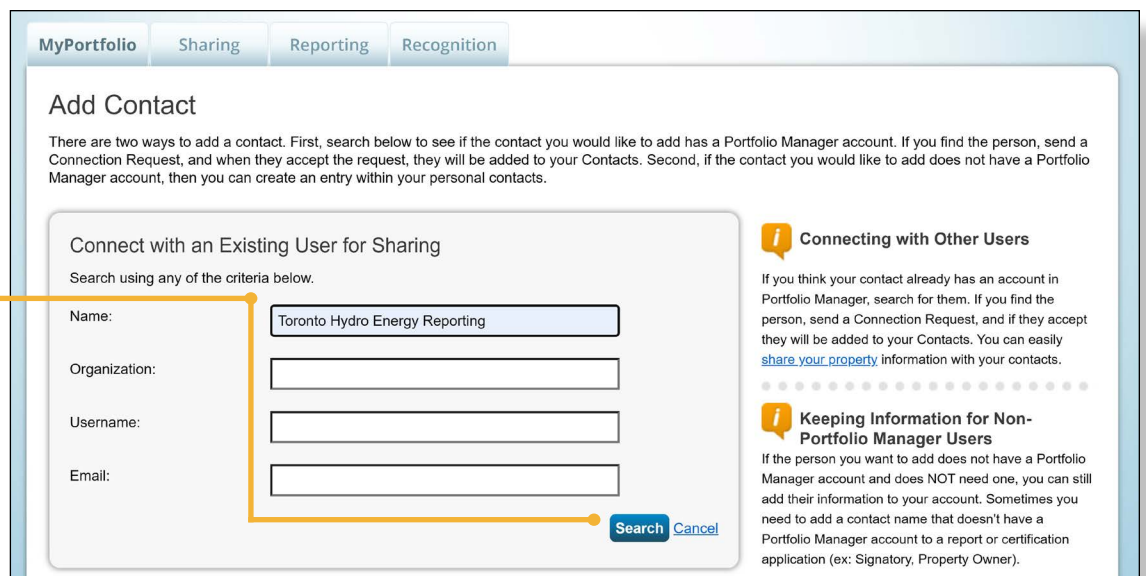 MyPortfolio Sharing Reporting Recognition
Add Contact
There are two ways to add a contact. First, search below to see if the contact you would like to add has a Portfolio Manager account. If you find the person, send a
Connection Request, and when they accept the request, they will be added to your Contacts. Second, if the contact you would like to add does not have a Portfolio
Manager account, then you can create an entry within your personal contacts.
Connect with an Existing User for Sharing
Search using any of the criteria below.
Name:
Toronto Hydro Energy Reporting
Organization:
Username:
Email:
Search Cancel
i Connecting with Other Users
If you think your contact already has an account in
Portfolio Manager, search for them. If you find the
person, send a Connection Request, and if they accept
they will be added to your Contacts. You can easily
share your property information with your contacts.
i Keeping Information for Non-
Portfolio Manager Users
If the person you want to add does not have a Portfolio
Manager account and does NOT need one, you can still
add their information to your account. Sometimes you
need to add a contact name that doesn't have a
Portfolio Manager account to a report or certification
application (ex: Signatory, Property Owner).